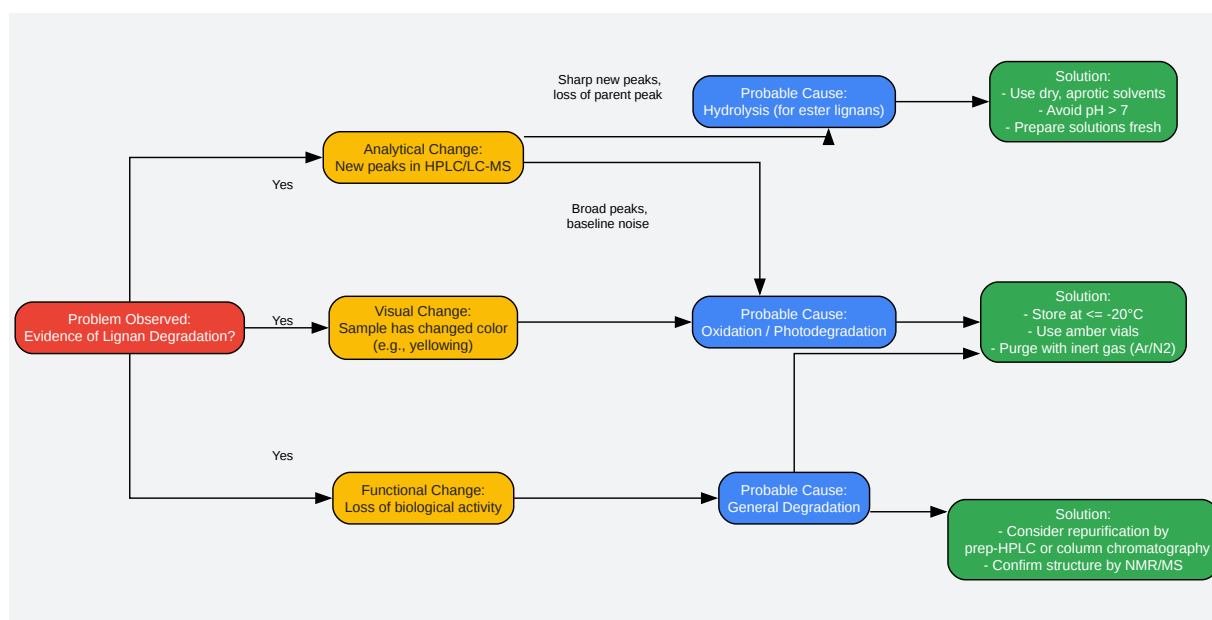 Sharp new peaks,
loss of parent peak
Probable Cause:
Hydrolysis (for ester lignans)
Solution:
- Use dry, aprotic solvents
- Avoid pH > 7
- Prepare solutions fresh
Analytical Change:
New peaks in HPLC/LC-MS
Yes
Broad peaks,
baseline noise
Problem Observed:
Evidence of Lignan Degradation?
Yes
Visual Change:
Sample has changed color
(e.g., yellowing)
Probable Cause:
Oxidation / Photodegradation
Solution:
- Store at <= -20°C
- Use amber vials
- Purge with inert gas (Ar/N2)
Yes
Functional Change:
Loss of biological activity
Probable Cause:
General Degradation
Solution:
- Consider repurification by
prep-HPLC or column chromatography
- Confirm structure by NMR/MS